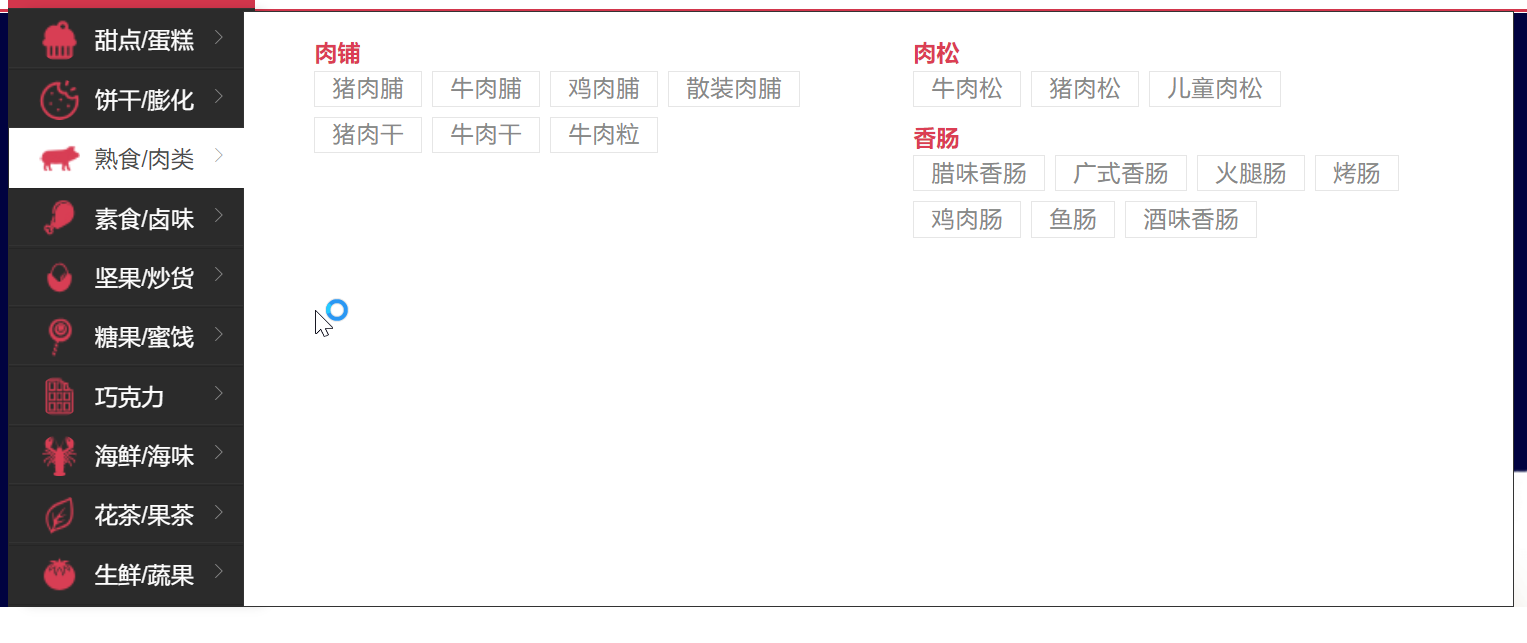 甜点/蛋糕
饼干/膨化
熟食/肉类
素食/卤味
坚果/炒货
糖果/蜜饯
巧克力
海鲜/海味
花茶/果茶
生鲜/蔬果
肉铺
猪肉脯 牛肉脯 鸡肉脯 散装肉脯
猪肉干 牛肉干 牛肉粒
肉松
牛肉松 猪肉松 儿童肉松
香肠
腊味香肠 广式香肠 火腿肠 烤肠
鸡肉肠 鱼肠 酒味香肠